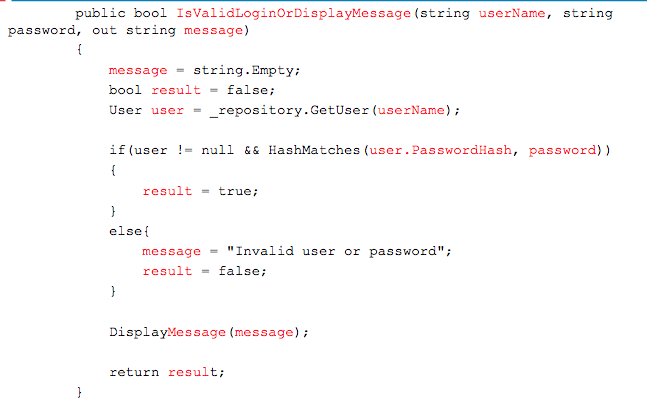 public bool IsValidLoginOrDisplayMessage(string userName, string
password, out string message)
{
message = string.Empty;
bool result = false;
User user = _repository.GetUser(userName);
if(user != null && HashMatches(user.PasswordHash, password))
{
result = true;
}
else{
message = "Invalid user or password";
result = false;
}
DisplayMessage(message);
return result;
}